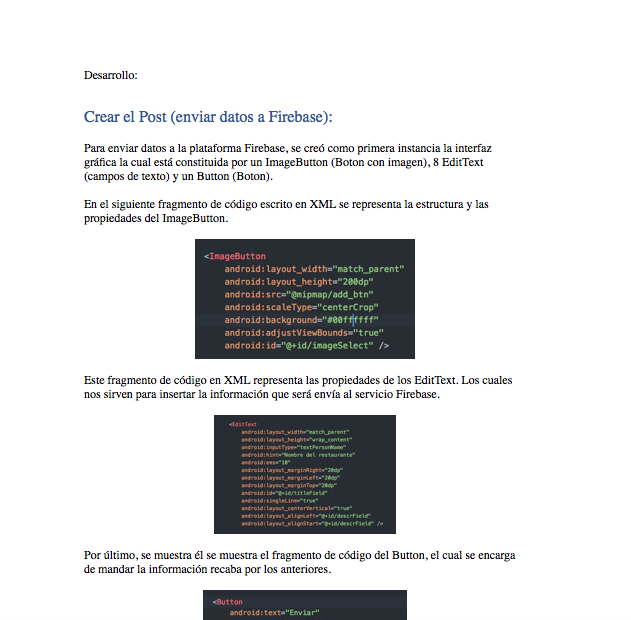 Desarrollo:
Crear el Post (enviar datos a Firebase):
Para enviar datos a la plataforma Firebase, se creó como primera instancia la interfaz
gráfica la cual está constituida por un ImageButton (Boton con imagen), 8 EditText
(campos de texto) y un Button (Boton).
En el siguiente fragmento de código escrito en XML se representa la estructura y las
propiedades del ImageButton.
<ImageButton
android:layout_width="match_parent"
android:layout_height="200dp"
android:src="@mipmap/add_btn"
android:scaleType="centerCrop"
android:background="#00ffffff"
android:adjustViewBounds="true"
android:id="@+id/imageSelect" />
Este fragmento de código en XML representa las propiedades de los EditText. Los cuales
nos sirven para insertar la información que será envía al servicio Firebase.
<EditText
android:layout_width="match_parent"
android:layout_height="wrap_content"
android:inputType="textPersonName"
android:hint="Nombre del restaurante"
android:ems="10"
android:layout_marginRight="20dp"
android:layout_marginLeft="20dp"
android:layout_marginTop="20dp"
android:id="@+id/titleField"
android:singleLine="true"
android:layout_centerVertical="true"
android:layout_alignLeft="@+id/descrField"
android:layout_alignStart="@+id/descrField" />
Por último, se muestra él se muestra el fragmento de código del Button, el cual se encarga
de mandar la información recaba por los anteriores.
<Button
android:text="Enviar"